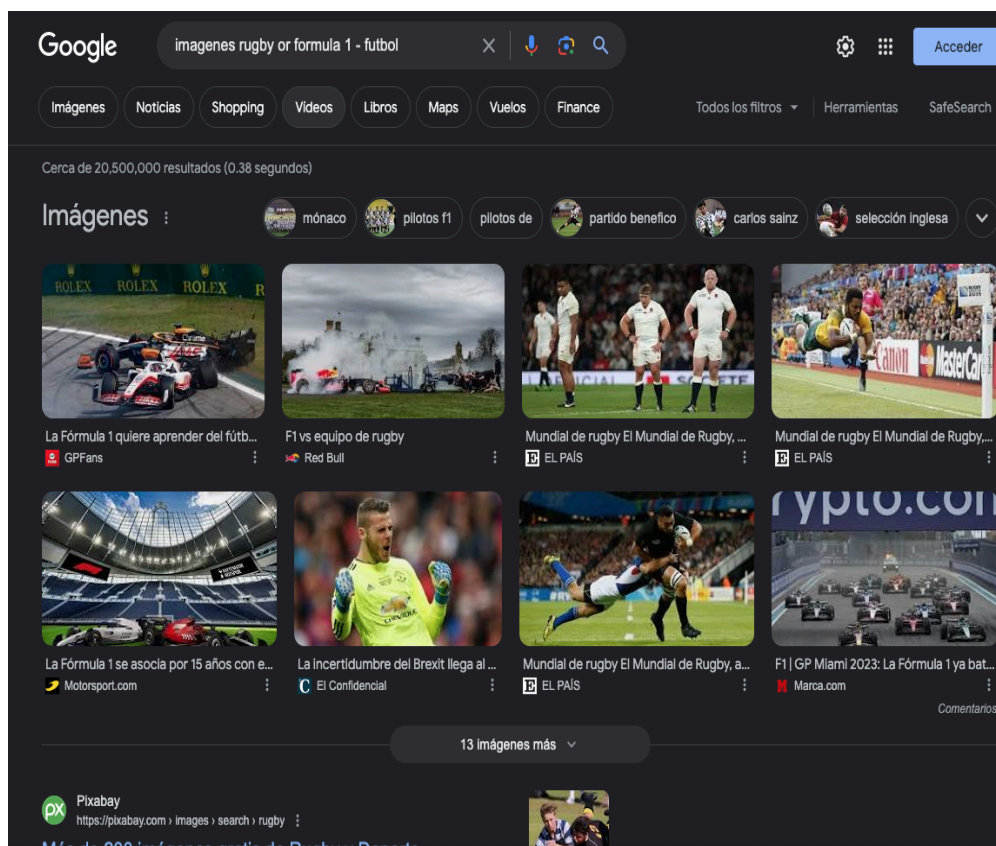 Google
imagenes rugby or formula 1 - futbol
Acceder
Imágenes
Noticias
Shopping
Videos
Libros
Maps
Vuelos
Finance
Todos los filtros
Herramientas
SafeSearch
Cerca de 20,500,000 resultados (0.38 segundos)
Imágenes
mónaco
pilotos f1
pilotos de
partido benefico
carlos sainz
selección inglesa
ROLEX ROLEX ROLEX R
Canon
MasterCar
La Fórmula 1 quiere aprender del fútb...
GPFans
F1 vs equipo de rugby
Red Bull
Mundial de rugby El Mundial de Rugby, ...
EL PAÍS
Mundial de rugby El Mundial de Rugby,...
EL PAÍS
CHEVROLET
rypto.con
La Fórmula 1 se asocia por 15 años con e...
Motorsport.com
La incertidumbre del Brexit llega al ...
El Confidencial
Mundial de rugby El Mundial de Rugby, a...
EL PAÍS
F1 | GP Miami 2023: La Fórmula 1 ya bat...
Marca.com
Comentarios
13 imágenes más
px
Pixabay
https://pixabay.com › images › search › rugby